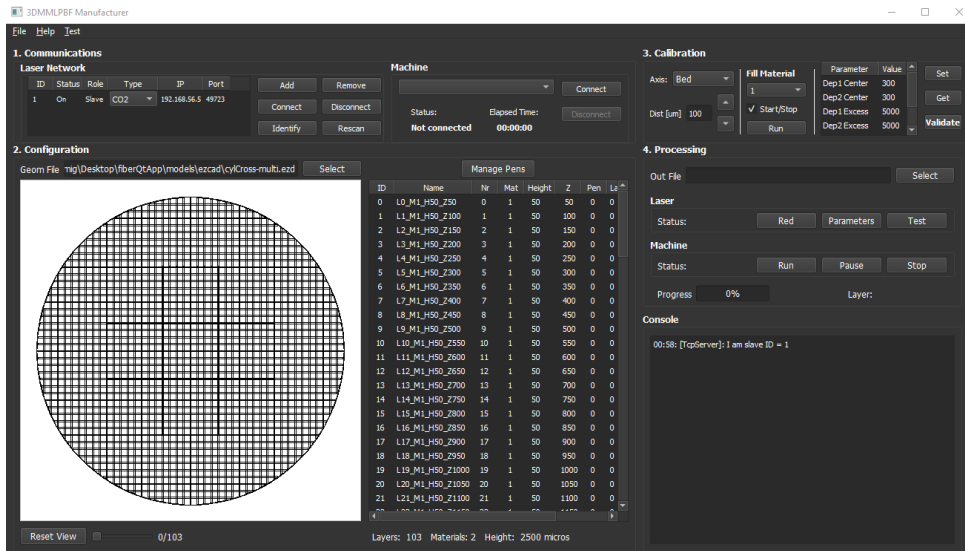 3DMMLPBF Manufacturer
File Help Test
1. Communications
Laser Network
ID Status Role Type IP Port
1 On Slave CO2 192.168.56.5 49723
Add Remove
Connect Disconnect
Identify Rescan
Machine
Connect
Status: Elapsed Time:
Disconnect
Not connected 00:00:00
2. Configuration
Geom File mig\Desktop\fiberQtApp\models\ezcad\cylCross-multi.ezd Select
Manage Pens
ID Name Nr Mat Height Z Pen La
0 L0_M1_H50_Z50 0 1 50 50 0 0
1 L1_M1_H50_Z100 1 1 50 100 0 0
2 L2_M1_H50_Z150 2 1 50 150 0 0
3 L3_M1_H50_Z200 3 1 50 200 0 0
4 L4_M1_H50_Z250 4 1 50 250 0 0
5 L5_M1_H50_Z300 5 1 50 300 0 0
6 L6_M1_H50_Z350 6 1 50 350 0 0
7 L7_M1_H50_Z400 7 1 50 400 0 0
8 L8_M1_H50_Z450 8 1 50 450 0 0
9 L9_M1_H50_Z500 9 1 50 500 0 0
10 L10_M1_H50_Z550 10 1 50 550 0 0
11 L11_M1_H50_Z600 11 1 50 600 0 0
12 L12_M1_H50_Z650 12 1 50 650 0 0
13 L13_M1_H50_Z700 13 1 50 700 0 0
14 L14_M1_H50_Z750 14 1 50 750 0 0
15 L15_M1_H50_Z800 15 1 50 800 0 0
16 L16_M1_H50_Z850 16 1 50 850 0 0
17 L17_M1_H50_Z900 17 1 50 900 0 0
18 L18_M1_H50_Z950 18 1 50 950 0 0
19 L19_M1_H50_Z1000 19 1 50 1000 0 0
20 L20_M1_H50_Z1050 20 1 50 1050 0 0
21 L21_M1_H50_Z1100 21 1 50 1100 0 0
Reset View 0/103
Layers: 103 Materials: 2 Height: 2500 micros
3. Calibration
Axis: Bed
Dist [um] 100
Fill Material
1
Start/Stop
Run
Parameter Value
Dep1 Center 300
Dep2 Center 300
Dep1 Excess 5000
Dep2 Excess 5000
Set
Get
Validate
4. Processing
Out File Select
Laser
Status: Red Parameters Test
Machine
Status: Run Pause Stop
Progress 0% Layer:
Console
00:58: [TcpServer]: I am slave ID = 1